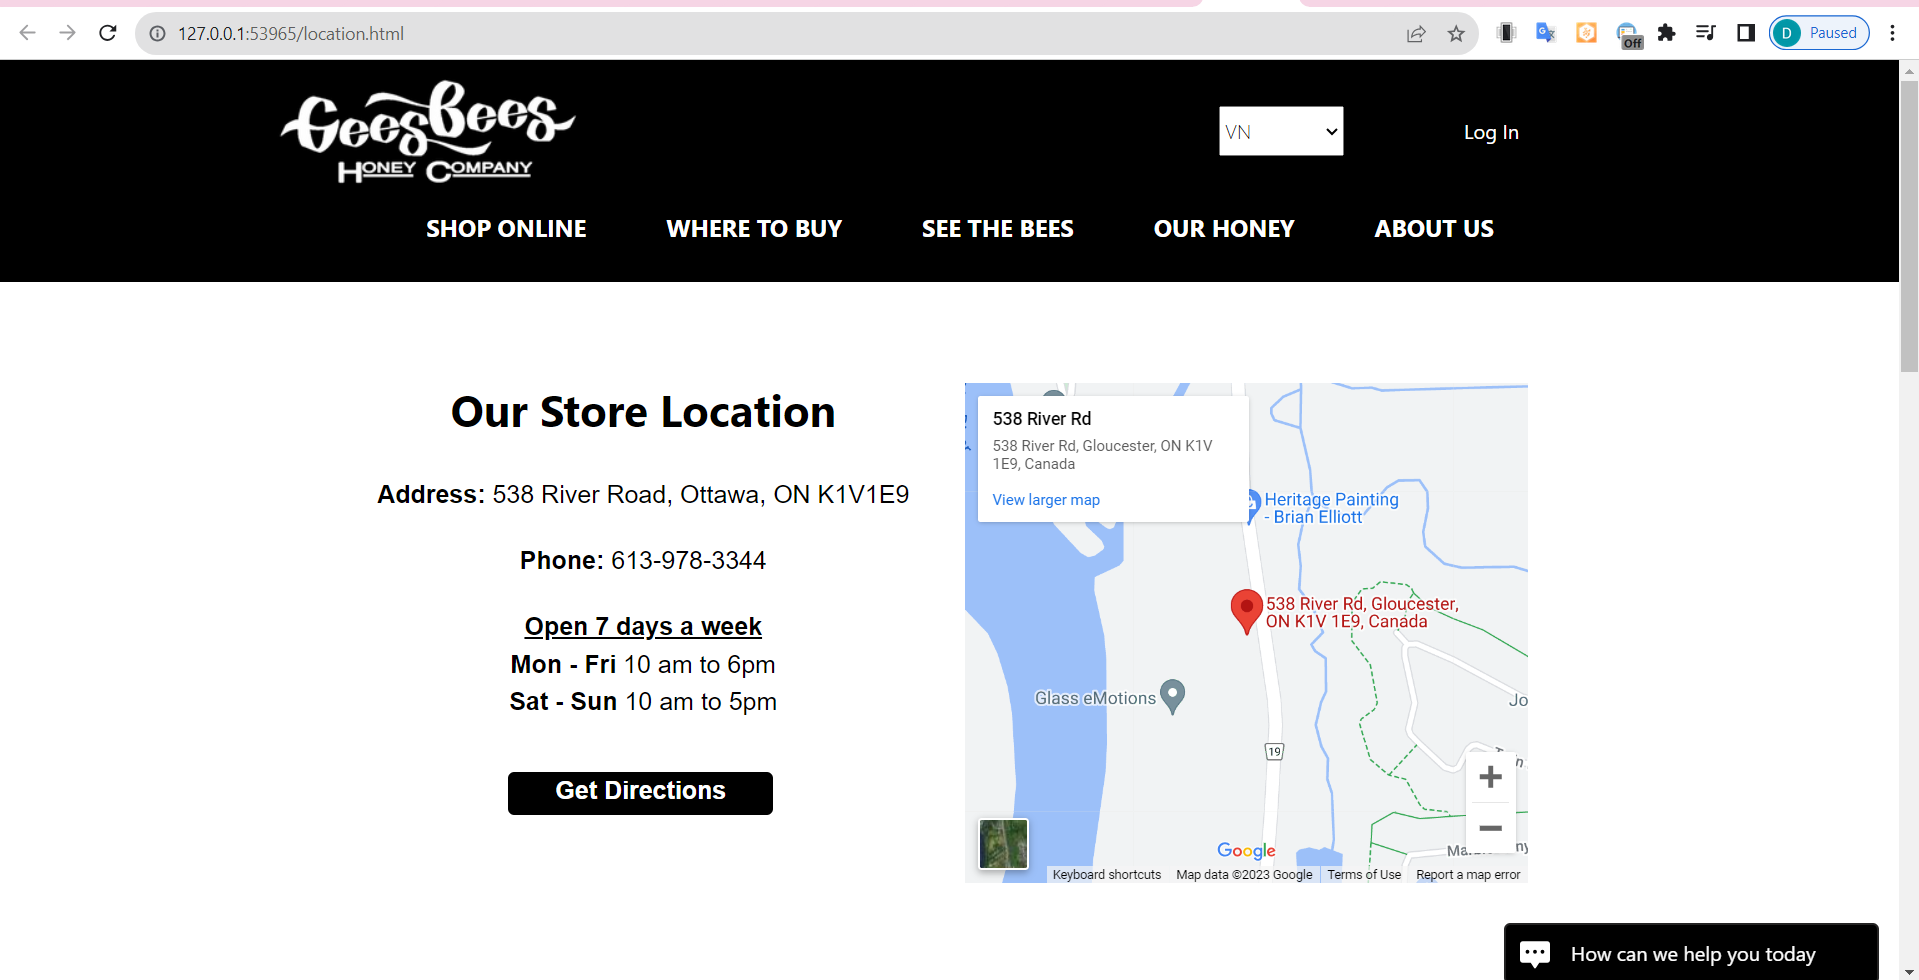 127.0.0.1:53965/location.html
Off
D Paused
GeesBees
HONEY COMPANY
VN
Log In
SHOP ONLINE WHERE TO BUY SEE THE BEES OUR HONEY ABOUT US
Our Store Location
Address: 538 River Road, Ottawa, ON K1V1E9
Phone: 613-978-3344
Open 7 days a week
Mon - Fri 10 am to 6pm
Sat - Sun 10 am to 5pm
Get Directions
538 River Rd
538 River Rd, Gloucester, ON K1V
1E9, Canada
View larger map
Heritage Painting
- Brian Elliott
538 River Rd, Gloucester,
ON K1V 1E9, Canada
Glass eMotions
Jo
19
Google
Keyboard shortcuts Map data ©2023 Google Terms of Use Report a map error
How can we help you today